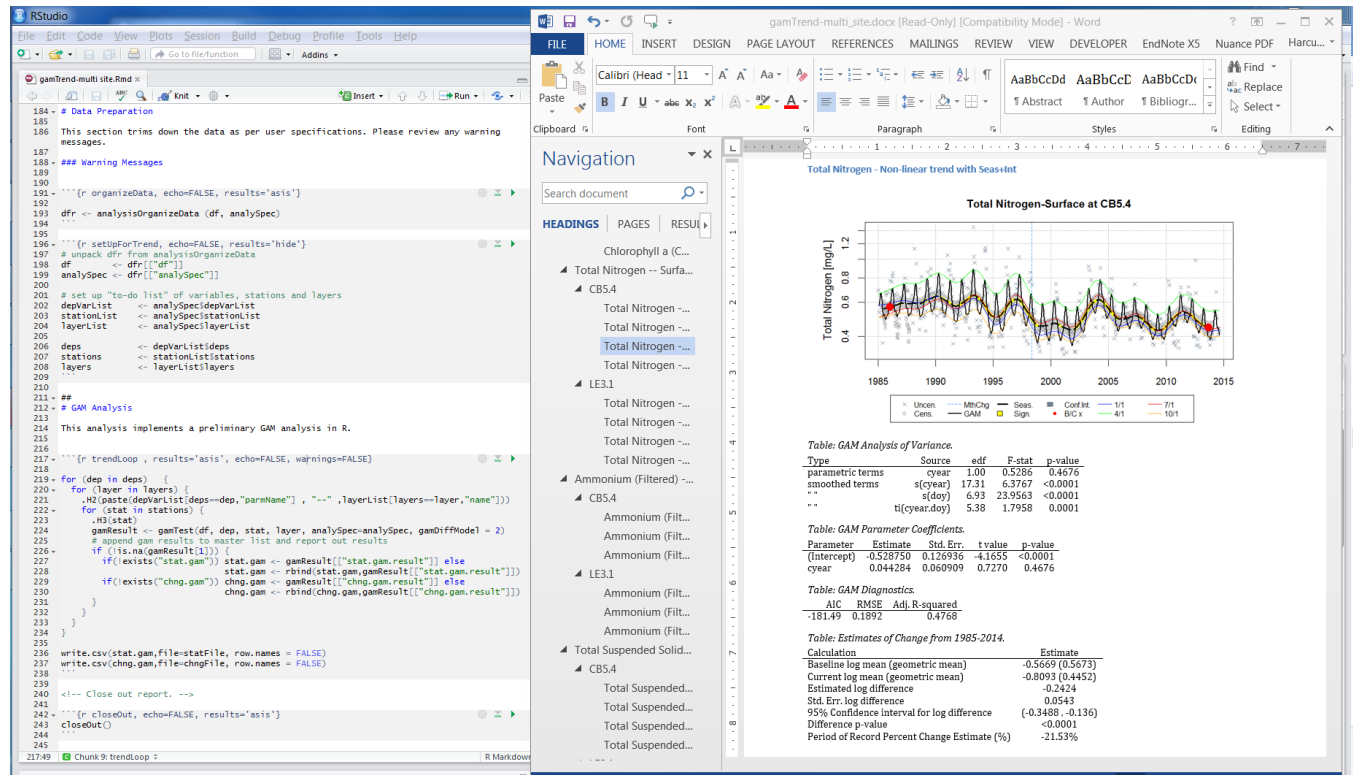 RStudio
File Edit Code View Plots Session Build Debug Profile Tools Help
Go to file/function Addins
gamTrend-multi site.Rmd ×
ABC Knit Insert Run
184 # Data Preparation
185
186 This section trims down the data as per user specifications. Please review any warning
messages.
187
188 ### Warning Messages
189
190
191 ```{r organizeData, echo=FALSE, results='asis'}
192
193 dfr <- analysisOrganizeData (df, analySpec)
194 ```
195
196 ```{r setUpForTrend, echo=FALSE, results='hide'}
197 # unpack dfr from analysisOrganizeData
198 df <- dfr[["df"]]
199 analySpec <- dfr[["analySpec"]]
200
201 # set up "to-do list" of variables, stations and layers
202 depVarList <- analySpec$depVarList
203 stationList <- analySpec$stationList
204 layerList <- analySpec$layerList
205
206 deps <- depVarList$deps
207 stations <- stationList$stations
208 layers <- layerList$layers
209 ```
210
211 ##
212 # GAM Analysis
213
214 This analysis implements a preliminary GAM analysis in R.
215
216
217 ```{r trendLoop , results='asis', echo=FALSE, warnings=FALSE}
218
219 for (dep in deps) {
220 for (layer in layers) {
221 .H2(paste(depVarList[deps==dep,"parmName"] , "--" ,layerList[layers==layer,"name"]))
222 for (stat in stations) {
223 .H3(stat)
224 gamResult <- gamTest(df, dep, stat, layer, analySpec=analySpec, gamDiffModel = 2)
225 # append gam results to master list and report out results
226 if (!is.na(gamResult[1])) {
227 if(!exists("stat.gam")) stat.gam <- gamResult[["stat.gam.result"]] else
228 stat.gam <- rbind(stat.gam,gamResult[["stat.gam.result"]])
229 if(!exists("chng.gam")) chng.gam <- gamResult[["chng.gam.result"]] else
230 chng.gam <- rbind(chng.gam,gamResult[["chng.gam.result"]])
231 }
232 }
233 }
234 }
235
236 write.csv(stat.gam,file=statFile, row.names = FALSE)
237 write.csv(chng.gam,file=chngFile, row.names = FALSE)
238 ```
239
240 <!-- Close out report. -->
241
242 ```{r closeOut, echo=FALSE, results='asis'}
243 closeOut()
244 ```
245
217:49 Chunk 9: trendLoop R Markdown
gamTrend-multi_site.docx [Read-Only] [Compatibility Mode] - Word
FILE HOME INSERT DESIGN PAGE LAYOUT REFERENCES MAILINGS REVIEW VIEW DEVELOPER EndNote X5 Nuance PDF Harcu...
Paste
Calibri (Head 11 A A Aa
B I U abc X₂ X² A aby A
AaBbCcDd AaBbCcD AaBbCcDc
¶ Abstract ¶ Author ¶ Bibliogr...
Find
Replace
Select
Clipboard Font Paragraph Styles Editing
Navigation
Search document
HEADINGS PAGES RESUL
Chlorophyll a (C...
Total Nitrogen -- Surfa...
CB5.4
Total Nitrogen -...
Total Nitrogen -...
Total Nitrogen -...
Total Nitrogen -...
LE3.1
Total Nitrogen -...
Total Nitrogen -...
Total Nitrogen -...
Total Nitrogen -...
Ammonium (Filtered) -...
CB5.4
Ammonium (Filt...
Ammonium (Filt...
Ammonium (Filt...
LE3.1
Ammonium (Filt...
Ammonium (Filt...
Ammonium (Filt...
Total Suspended Solid...
CB5.4
Total Suspended...
Total Suspended...
Total Suspended...
L 1 2 3 4 5 6 7
Total Nitrogen - Non-linear trend with Seas+Int
Total Nitrogen-Surface at CB5.4
Total Nitrogen [mg/L]
1.2
0.8
0.6
0.4
1985 1990 1995 2000 2005 2010 2015
Uncen. MthChg Seas. Conf.Int. 1/1 7/1
Cens. GAM Sign. B/C x 4/1 10/1
Table: GAM Analysis of Variance.
Type Source edf F-stat p-value
parametric terms cyear 1.00 0.5286 0.4676
smoothed terms s(cyear) 17.31 6.3767 <0.0001
" " s(doy) 6.93 23.9563 <0.0001
" " ti(cyear.doy) 5.38 1.7958 0.0001
Table: GAM Parameter Coefficients.
Parameter Estimate Std. Err. t value p-value
(Intercept) -0.528750 0.126936 -4.1655 <0.0001
cyear 0.044284 0.060909 0.7270 0.4676
Table: GAM Diagnostics.
AIC RMSE Adj. R-squared
-181.49 0.1892 0.4768
Table: Estimates of Change from 1985-2014.
Calculation Estimate
Baseline log mean (geometric mean) -0.5669 (0.5673)
Current log mean (geometric mean) -0.8093 (0.4452)
Estimated log difference -0.2424
Std. Err. log difference 0.0543
95% Confidence interval for log difference (-0.3488 , -0.136)
Difference p-value <0.0001
Period of Record Percent Change Estimate (%) -21.53%